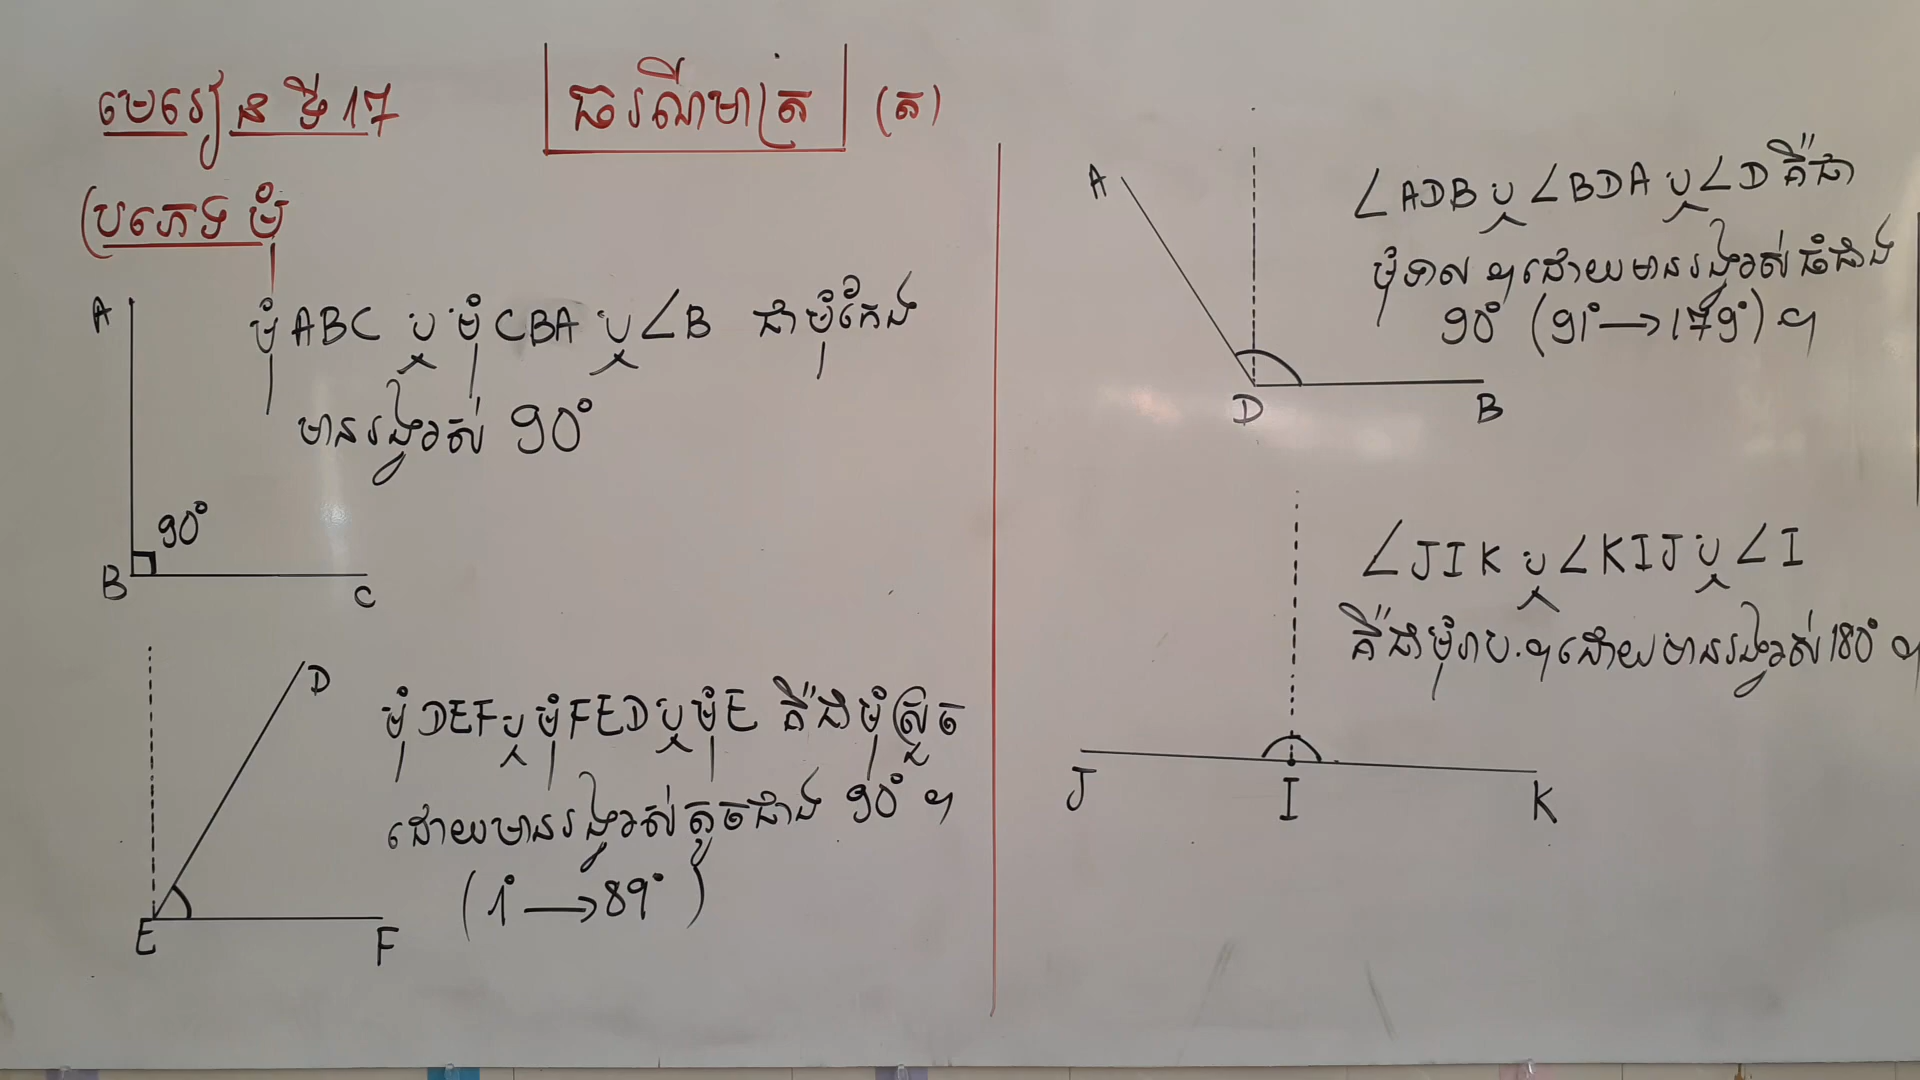 មេរៀនទី 17
ធរណីមាត្រ (ត)
ប្រភេទមុំ
មុំ ABC ឬ មុំ CBA ឬ ∠B ជាមុំកែង
មានរង្វាស់ 90°
A
90°
B
C
មុំ DEF ឬ មុំ FED ឬ មុំ E គឺជាមុំស្រួច
ដោយមានរង្វាស់តូចជាង 90° ។
(1° → 89°)
D
E
F
∠ADB ឬ ∠BDA ឬ ∠D គឺជា
មុំទាល ។ ដោយមានរង្វាស់ធំជាង
90° (91° → 179°) ។
A
D
B
∠JIK ឬ ∠KIJ ឬ ∠I
គឺជាមុំរាប ។ ដោយមានរង្វាស់ 180° ។
J
I
K